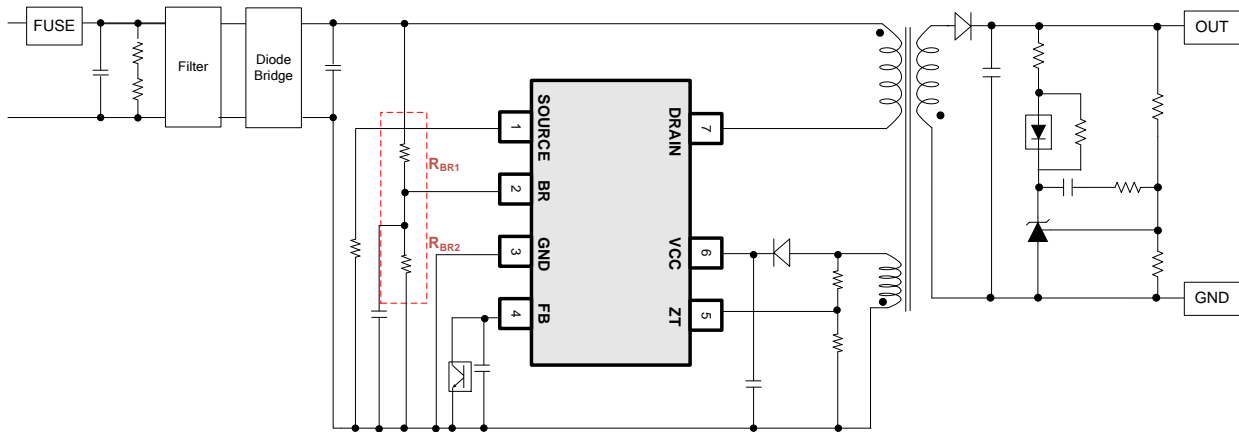 FUSE
Filter
Diode
Bridge
OUT
SOURCE
1
DRAIN
7
R_BR1
BR
2
R_BR2
GND
3
VCC
6
FB
4
ZT
5
GND